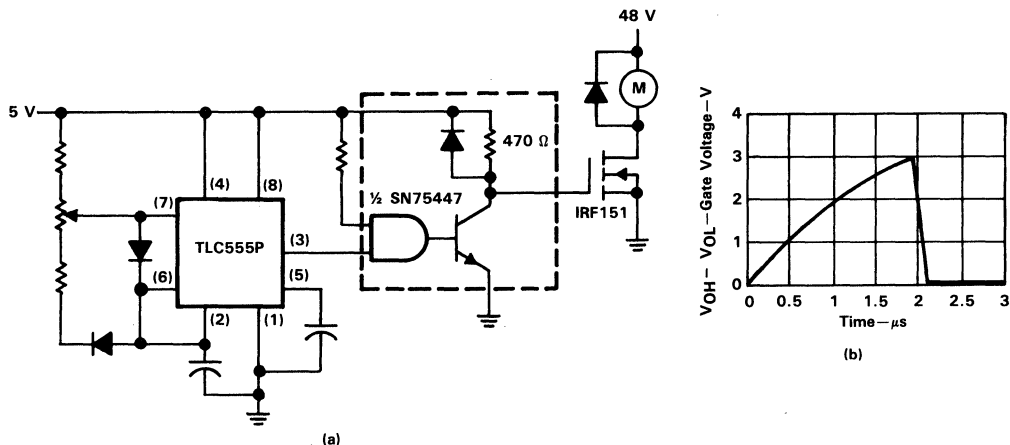 48 V
M
5 V
470 Ω
(4)
(8)
½ SN75447
(7)
IRF151
TLC555P
(3)
(6)
(5)
(2)
(1)
(a)
VOH – VOL – Gate Voltage – V
4
3
2
1
0
0 0.5 1 1.5 2 2.5 3
Time – μs
(b)